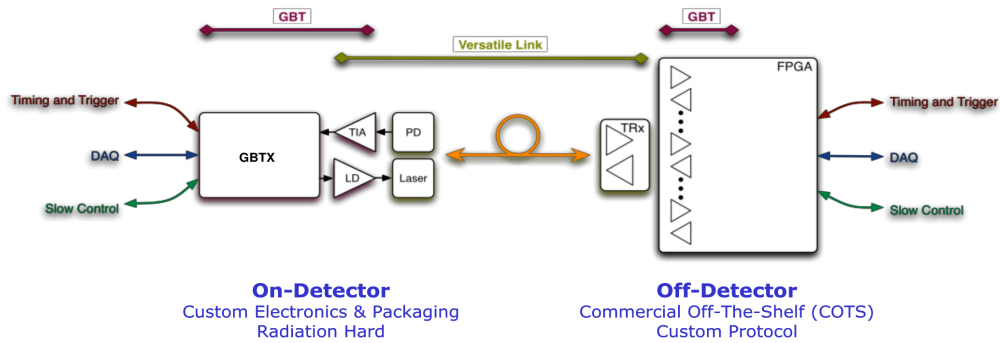 GBT
GBT
Versatile Link
FPGA
Timing and Trigger
DAQ
Slow Control
GBTX
TIA
PD
LD
Laser
TRx
Timing and Trigger
DAQ
Slow Control
On-Detector
Custom Electronics & Packaging
Radiation Hard
Off-Detector
Commercial Off-The-Shelf (COTS)
Custom Protocol